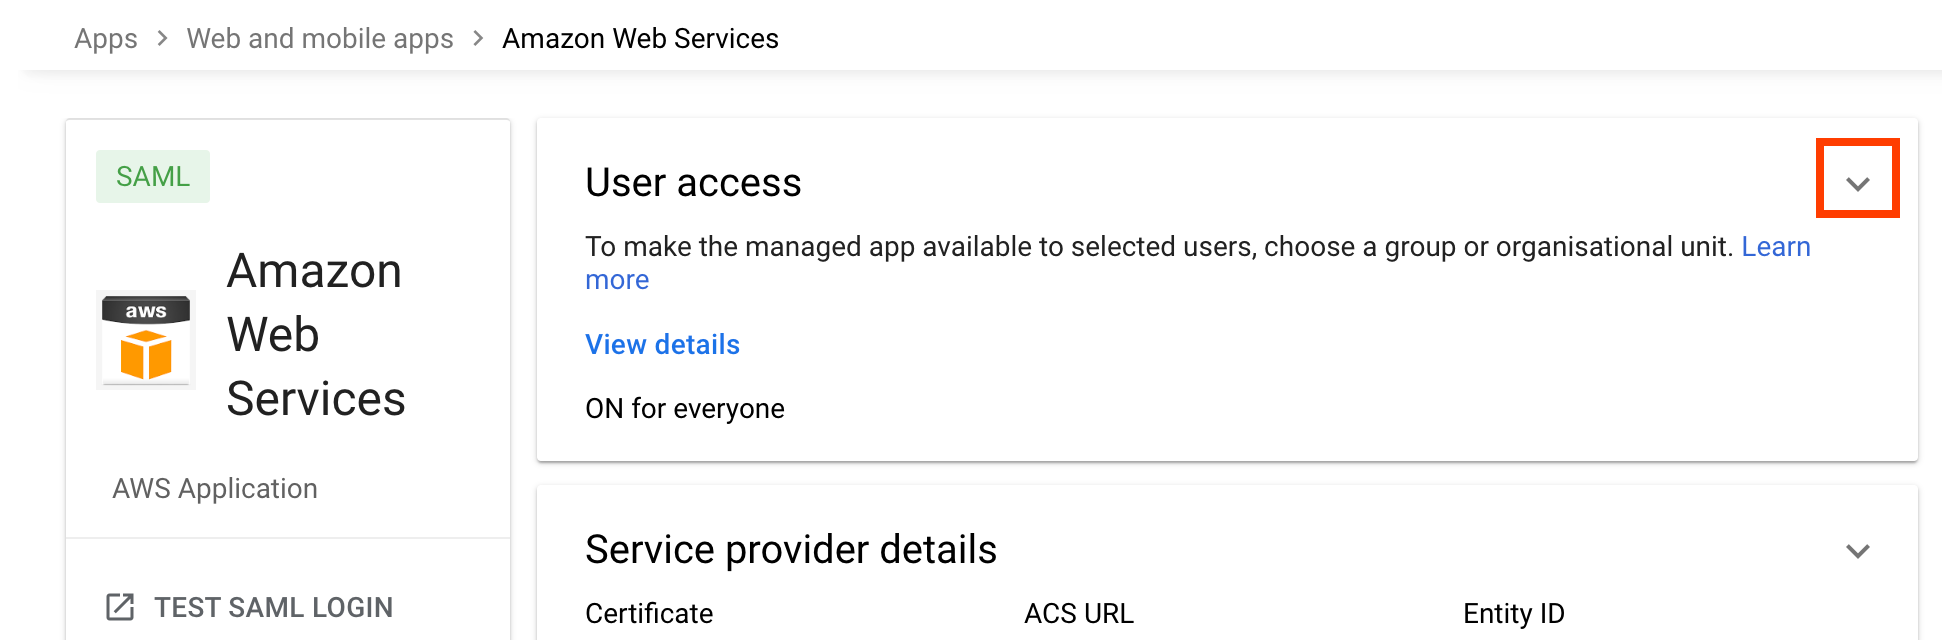 Apps > Web and mobile apps > Amazon Web Services
SAML
aws
Amazon
Web
Services
AWS Application
TEST SAML LOGIN
User access
To make the managed app available to selected users, choose a group or organisational unit. Learn
more
View details
ON for everyone
Service provider details
Certificate ACS URL Entity ID